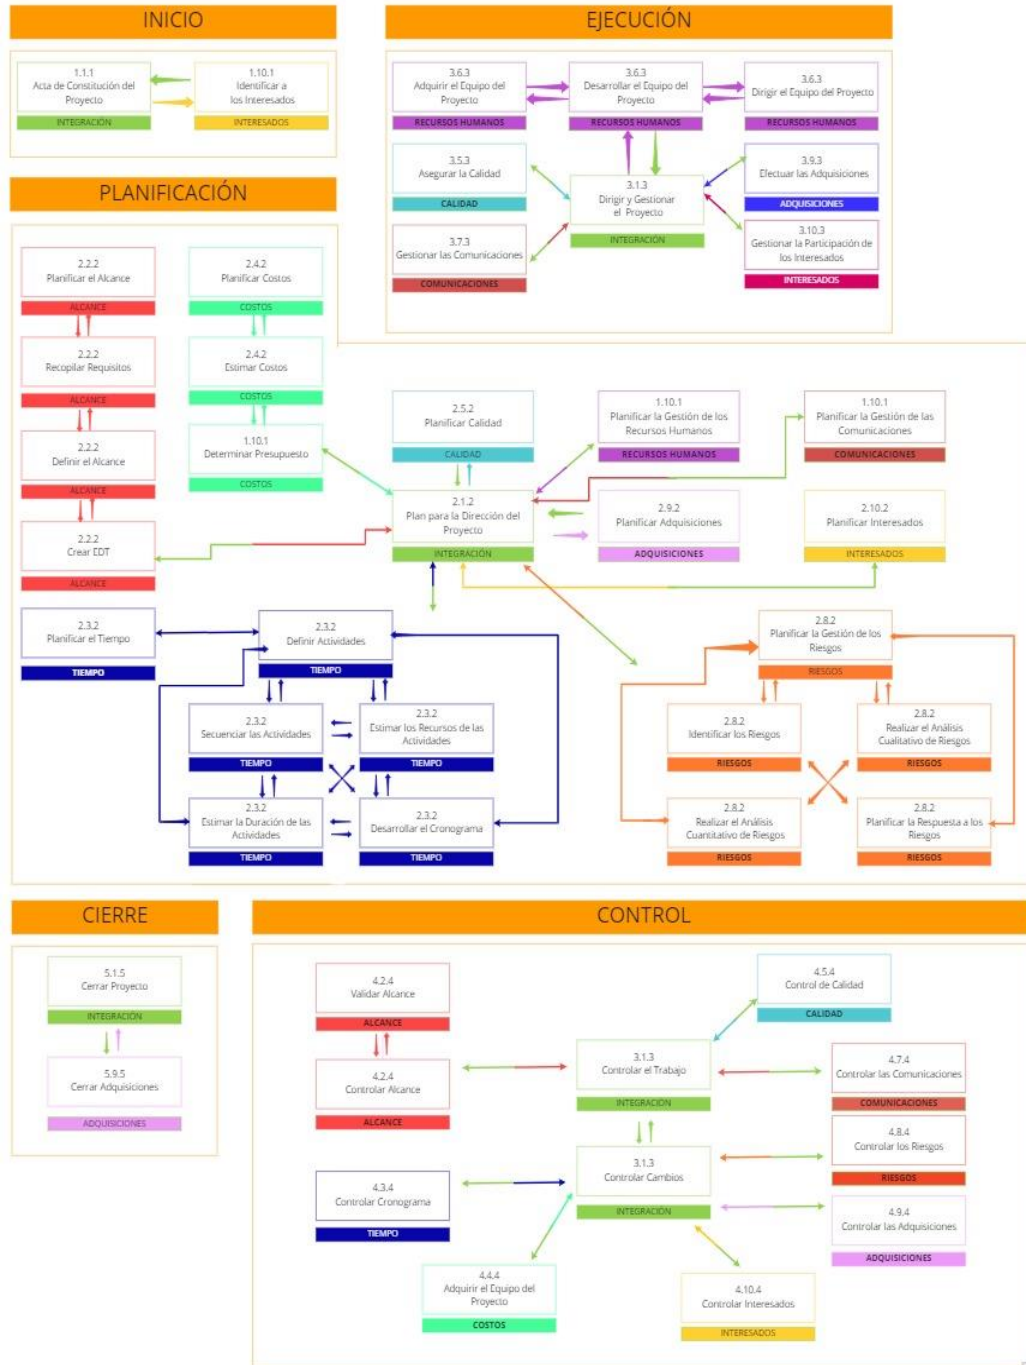 INICIO
1.1.1
Acta de Constitución del
Proyecto
INTEGRACIÓN
1.10.1
Identificar a
los Interesados
INTERESADOS
EJECUCIÓN
3.6.3
Adquirir el Equipo del
Proyecto
RECURSOS HUMANOS
3.6.3
Desarrollar el Equipo del
Proyecto
RECURSOS HUMANOS
3.6.3
Dirigir el Equipo del Proyecto
RECURSOS HUMANOS
3.5.3
Asegurar la Calidad
CALIDAD
3.1.3
Dirigir y Gestionar
el Proyecto
INTEGRACIÓN
3.9.3
Efectuar las Adquisiciones
ADQUISICIONES
3.7.3
Gestionar las Comunicaciones
COMUNICACIONES
3.10.3
Gestionar la Participación de
los Interesados
INTERESADOS
PLANIFICACIÓN
2.2.2
Planificar el Alcance
ALCANCE
2.4.2
Planificar Costos
COSTOS
2.2.2
Recopilar Requisitos
ALCANCE
2.4.2
Estimar Costos
COSTOS
2.2.2
Definir el Alcance
ALCANCE
1.10.1
Determinar Presupuesto
COSTOS
2.2.2
Crear EDT
ALCANCE
2.5.2
Planificar Calidad
CALIDAD
1.10.1
Planificar la Gestión de los
Recursos Humanos
RECURSOS HUMANOS
1.10.1
Planificar la Gestión de las
Comunicaciones
COMUNICACIONES
2.1.2
Plan para la Dirección del
Proyecto
INTEGRACIÓN
2.9.2
Planificar Adquisiciones
ADQUISICIONES
2.10.2
Planificar Interesados
INTERESADOS
2.3.2
Planificar el Tiempo
TIEMPO
2.3.2
Definir Actividades
TIEMPO
2.3.2
Secuenciar las Actividades
TIEMPO
2.3.2
Estimar los Recursos de las
Actividades
TIEMPO
2.3.2
Estimar la Duración de las
Actividades
TIEMPO
2.3.2
Desarrollar el Cronograma
TIEMPO
2.8.2
Planificar la Gestión de los
Riesgos
RIESGOS
2.8.2
Identificar los Riesgos
RIESGOS
2.8.2
Realizar el Análisis
Cualitativo de Riesgos
RIESGOS
2.8.2
Realizar el Análisis
Cuantitativo de Riesgos
RIESGOS
2.8.2
Planificar la Respuesta a los
Riesgos
RIESGOS
CIERRE
5.1.5
Cerrar Proyecto
INTEGRACIÓN
5.9.5
Cerrar Adquisiciones
ADQUISICIONES
CONTROL
4.2.4
Validar Alcance
ALCANCE
4.5.4
Control de Calidad
CALIDAD
4.2.4
Controlar Alcance
ALCANCE
3.1.3
Controlar el Trabajo
INTEGRACION
4.7.4
Controlar las Comunicaciones
COMUNICACIONES
4.8.4
Controlar los Riesgos
RIESGOS
4.3.4
Controlar Cronograma
TIEMPO
3.1.3
Controlar Cambios
INTEGRACIÓN
4.9.4
Controlar las Adquisiciones
ADQUISICIONES
4.4.4
Adquirir el Equipo del
Proyecto
COSTOS
4.10.4
Controlar Interesados
INTERESADOS